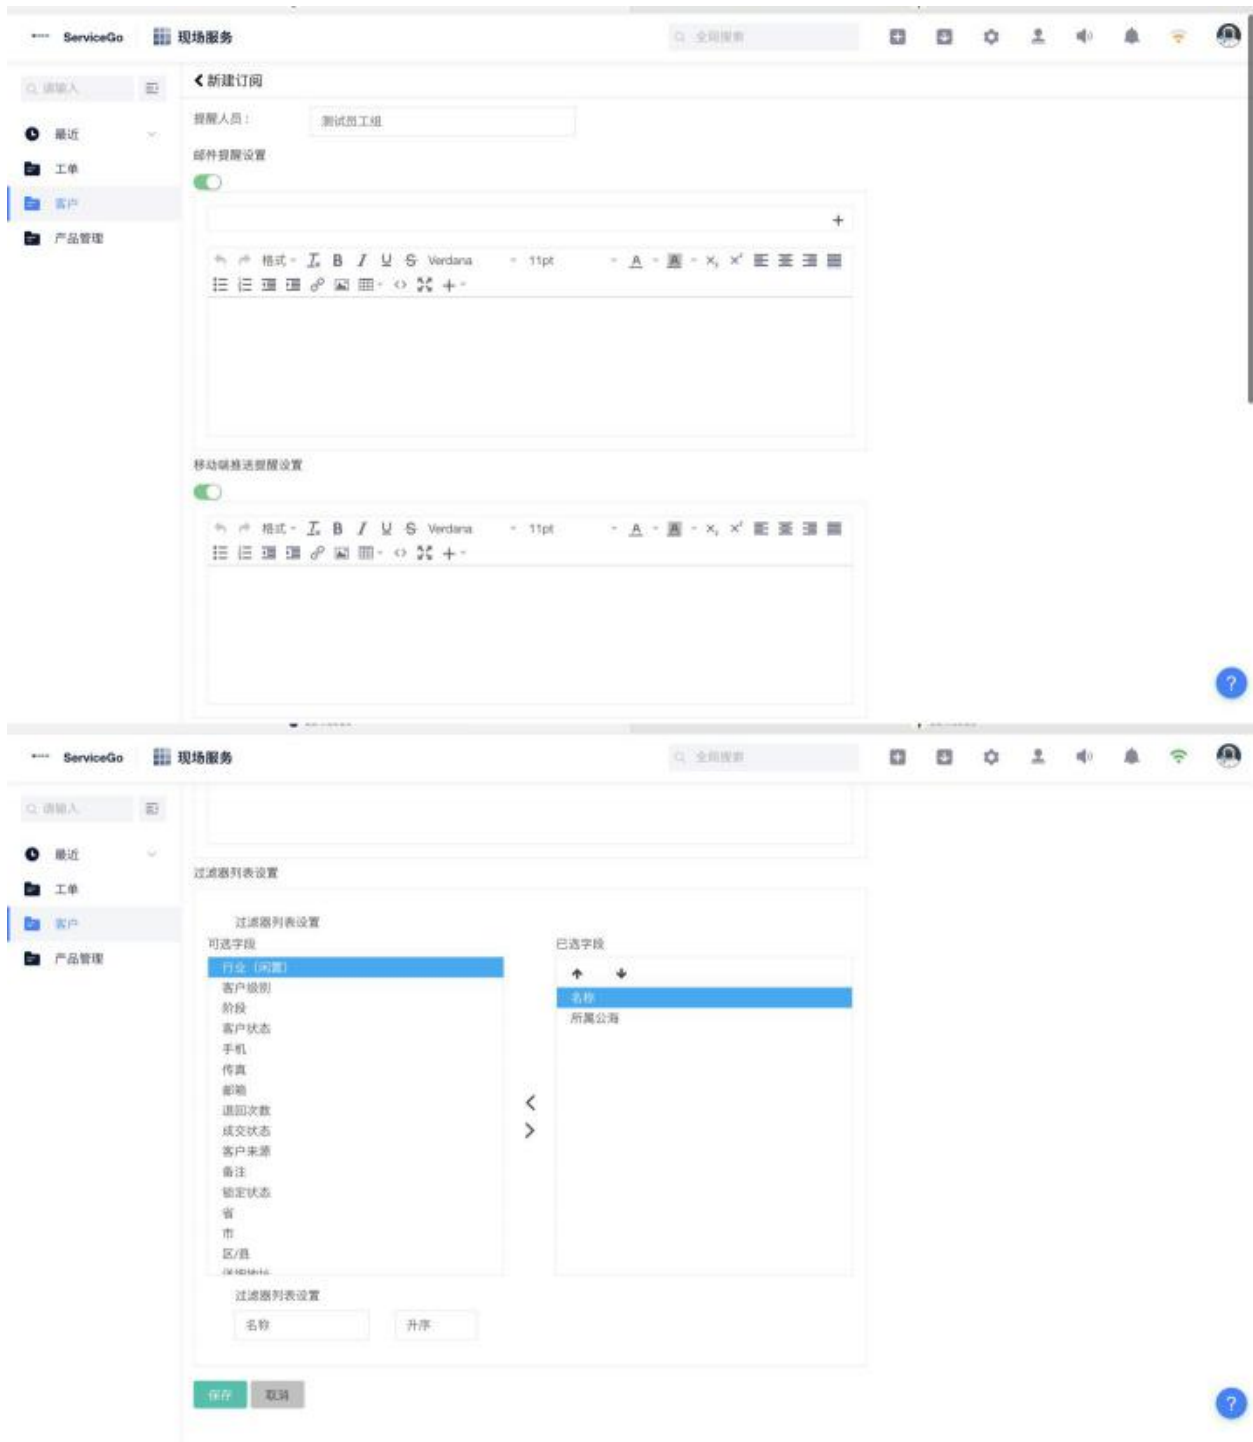 ServiceGo 现场服务 全局搜索
请输入
最近
工单
客户
产品管理
新建订阅
提醒人员：
测试员工组
邮件提醒设置
+
格式 B I U S Verdana 11pt A A
移动端推送提醒设置
格式 B I U S Verdana 11pt A A
?
ServiceGo 现场服务 全局搜索
请输入
最近
工单
客户
产品管理
过滤器列表设置
过滤器列表设置
可选字段
行业（闲置）
客户级别
阶段
客户状态
手机
传真
邮箱
退回次数
成交状态
客户来源
备注
锁定状态
省
市
区/县
详细地址
已选字段
名称
所属公海
过滤器列表设置
名称
升序
保存
取消
?